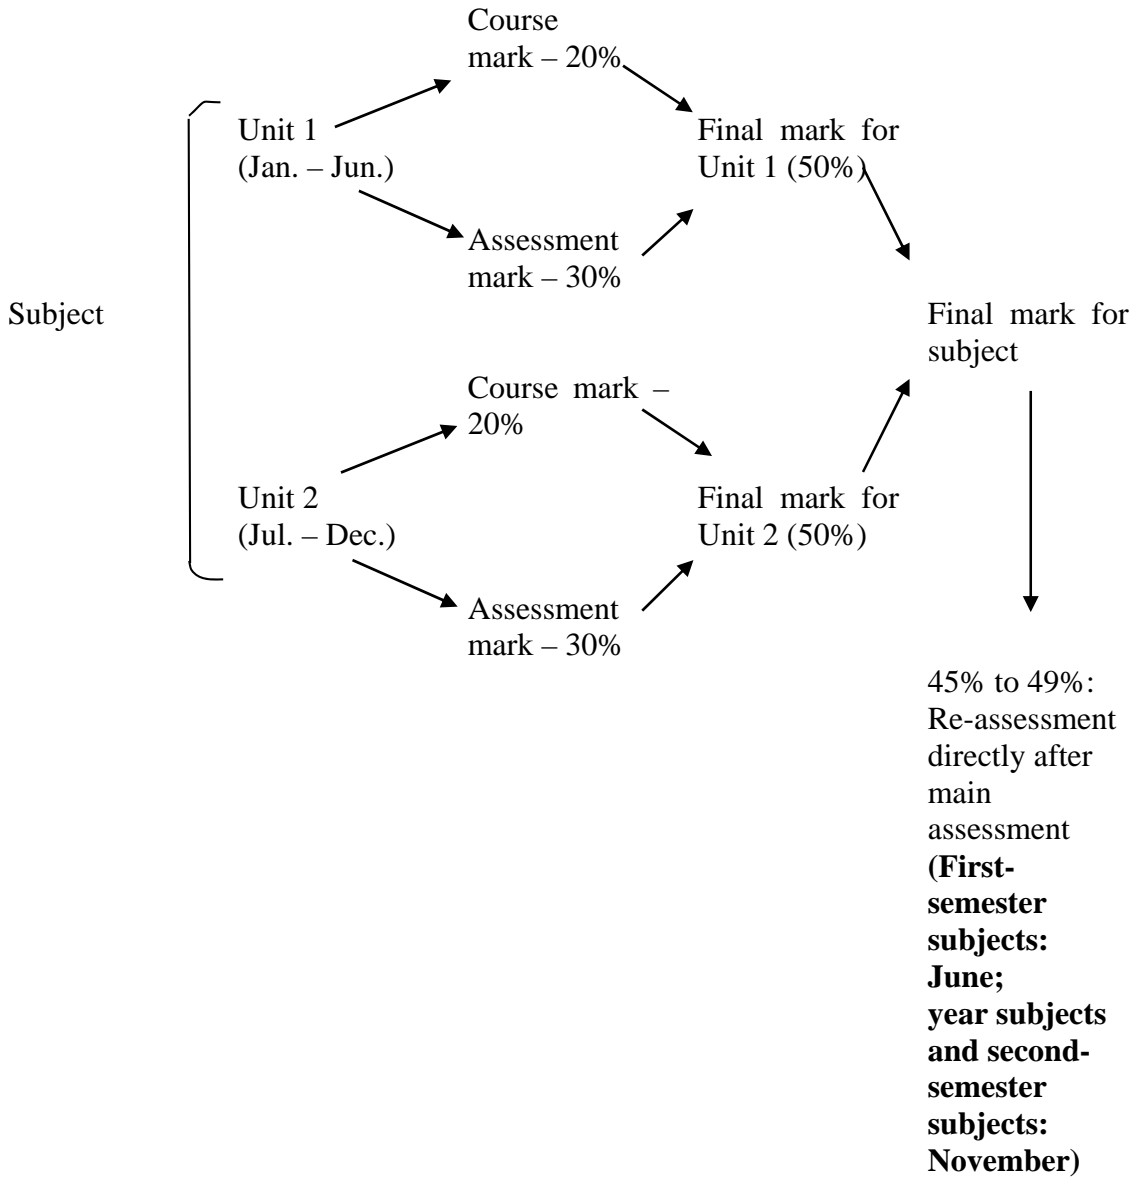 Course
mark – 20%
Unit 1
(Jan. – Jun.)
Final mark for
Unit 1 (50%)
Assessment
mark – 30%
Subject
Final mark for
subject
Course mark –
20%
Unit 2
(Jul. – Dec.)
Final mark for
Unit 2 (50%)
Assessment
mark – 30%
45% to 49%:
Re-assessment
directly after
main
assessment
(First-
semester
subjects:
June;
year subjects
and second-
semester
subjects:
November)